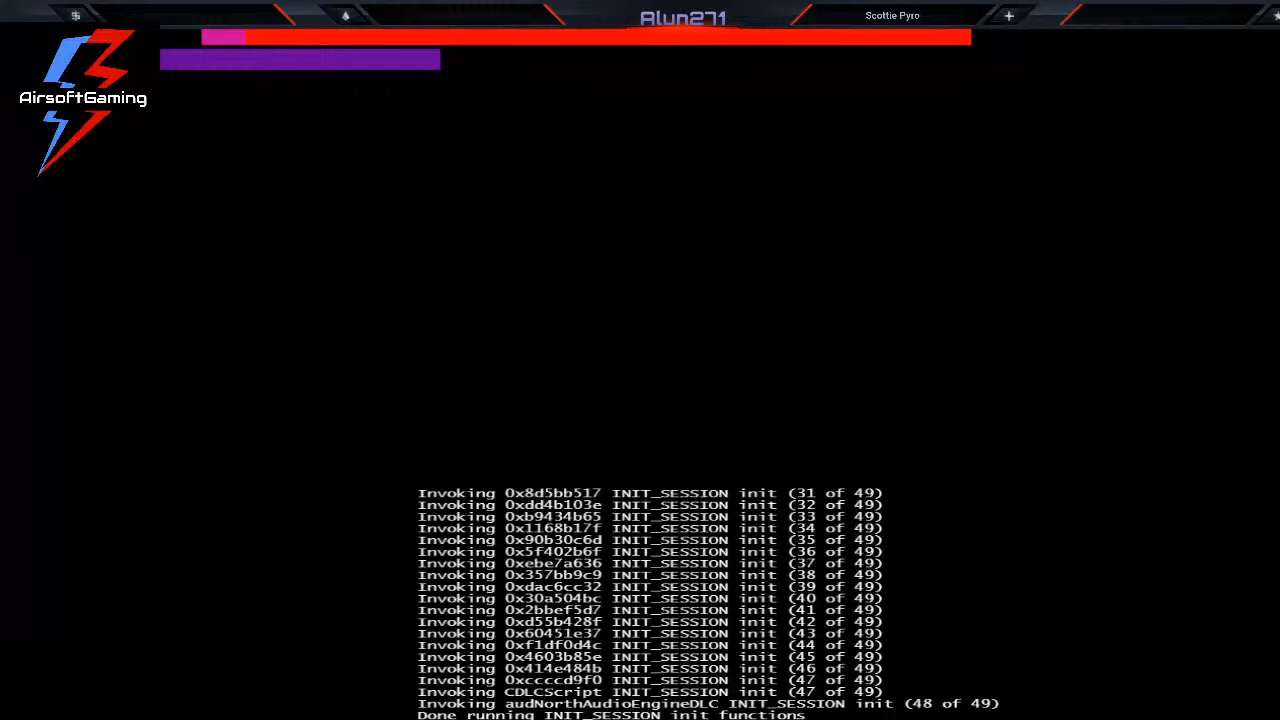 Alun271
Scottie Pyro
AirsoftGaming
Invoking 0x8d5bb517 INIT_SESSION init (31 of 49)
Invoking 0xdd4b103e INIT_SESSION init (32 of 49)
Invoking 0xb9434b65 INIT_SESSION init (33 of 49)
Invoking 0x1168b17f INIT_SESSION init (34 of 49)
Invoking 0x90b30c6d INIT_SESSION init (35 of 49)
Invoking 0x5f402b6f INIT_SESSION init (36 of 49)
Invoking 0xebe7a636 INIT_SESSION init (37 of 49)
Invoking 0x357bb9c9 INIT_SESSION init (38 of 49)
Invoking 0xdac6cc32 INIT_SESSION init (39 of 49)
Invoking 0x30a504bc INIT_SESSION init (40 of 49)
Invoking 0x2bbef5d7 INIT_SESSION init (41 of 49)
Invoking 0xd55b428f INIT_SESSION init (42 of 49)
Invoking 0x60451e37 INIT_SESSION init (43 of 49)
Invoking 0xf1df0d4c INIT_SESSION init (44 of 49)
Invoking 0x4603b85e INIT_SESSION init (45 of 49)
Invoking 0x414e484b INIT_SESSION init (46 of 49)
Invoking 0xccccd9f0 INIT_SESSION init (47 of 49)
Invoking CDLCScript INIT_SESSION init (47 of 49)
Invoking audNorthAudioEngineDLC INIT_SESSION init (48 of 49)
Done running INIT_SESSION init functions